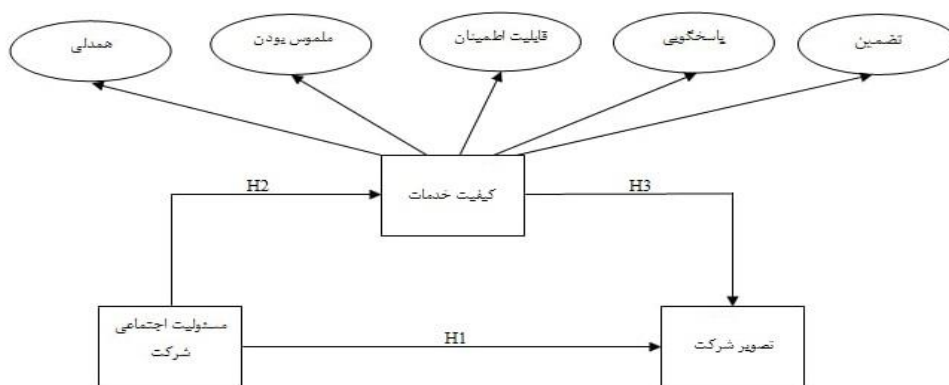 تضمین
پاسخگویی
قابلیت اطمینان
ملموس بودن
همدلی
H2
کیفیت خدمات
H3
مسئولیت اجتماعی
شرکت
H1
تصویر شرکت